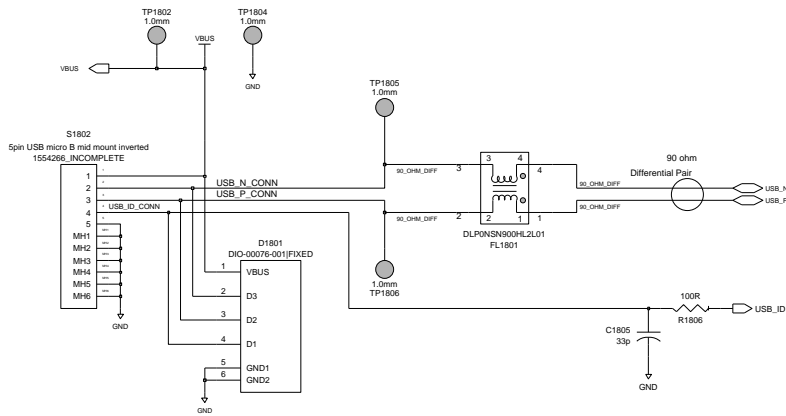 TP1802
1.0mm
TP1804
1.0mm
VBUS
VBUS
GND
TP1805
1.0mm
S1802
5pin USB micro B mid mount inverted
1554266_INCOMPLETE
1
2
3
4
5
MH1
MH2
MH3
MH4
MH5
MH6
GND
USB_N_CONN
USB_P_CONN
USB_ID_CONN
90_OHM_DIFF
3
3
4
4
90_OHM_DIFF
90_OHM_DIFF
2
2
1
1
90_OHM_DIFF
DLP0NSN900HL2L01
FL1801
90 ohm
Differential Pair
USB_N
USB_P
1.0mm
TP1806
D1801
DIO-00076-001|FIXED
1
VBUS
2
D3
3
D2
4
D1
5
GND1
6
GND2
GND
100R
R1806
USB_ID
C1805
33p
GND